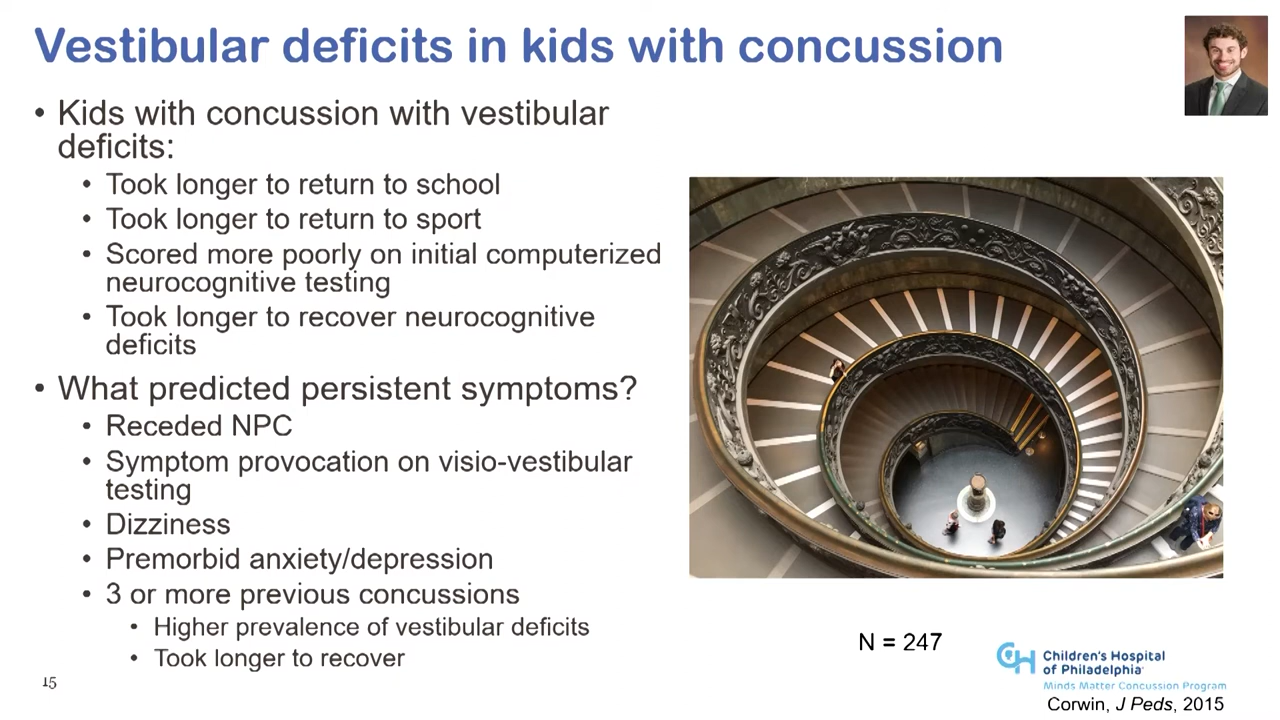 Vestibular deficits in kids with concussion
• Kids with concussion with vestibular
deficits:
• Took longer to return to school
• Took longer to return to sport
• Scored more poorly on initial computerized
neurocognitive testing
• Took longer to recover neurocognitive
deficits
• What predicted persistent symptoms?
• Receded NPC
• Symptom provocation on visio-vestibular
testing
• Dizziness
• Premorbid anxiety/depression
• 3 or more previous concussions
• Higher prevalence of vestibular deficits
• Took longer to recover
N = 247
CH Children's Hospital
of Philadelphia
Minds Matter Concussion Program
Corwin, J Peds, 2015
15